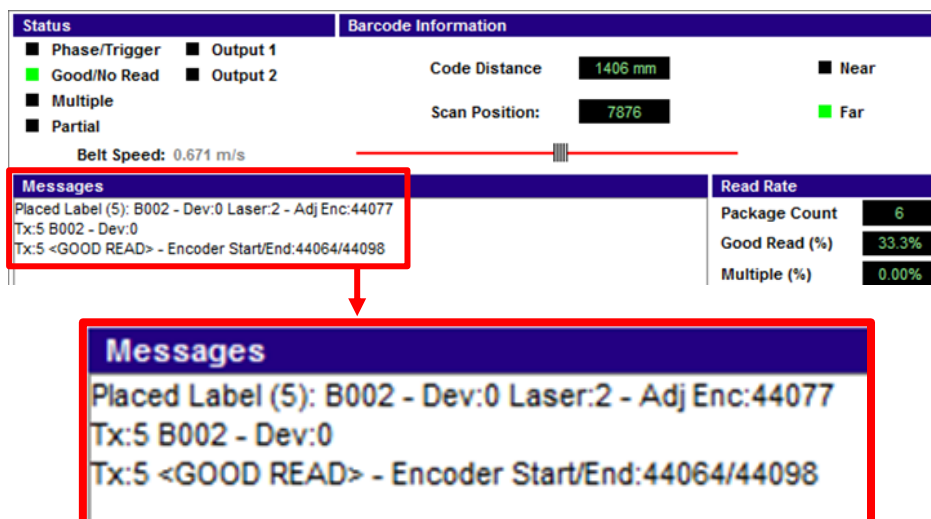 Status
Phase/Trigger Output 1
Good/No Read Output 2
Multiple
Partial
Belt Speed: 0.671 m/s
Barcode Information
Code Distance 1406 mm Near
Scan Position: 7876 Far
Messages
Placed Label (5): B002 - Dev:0 Laser:2 - Adj Enc:44077
Tx:5 B002 - Dev:0
Tx:5 <GOOD READ> - Encoder Start/End:44064/44098
Read Rate
Package Count 6
Good Read (%) 33.3%
Multiple (%) 0.00%
Messages
Placed Label (5): B002 - Dev:0 Laser:2 - Adj Enc:44077
Tx:5 B002 - Dev:0
Tx:5 <GOOD READ> - Encoder Start/End:44064/44098